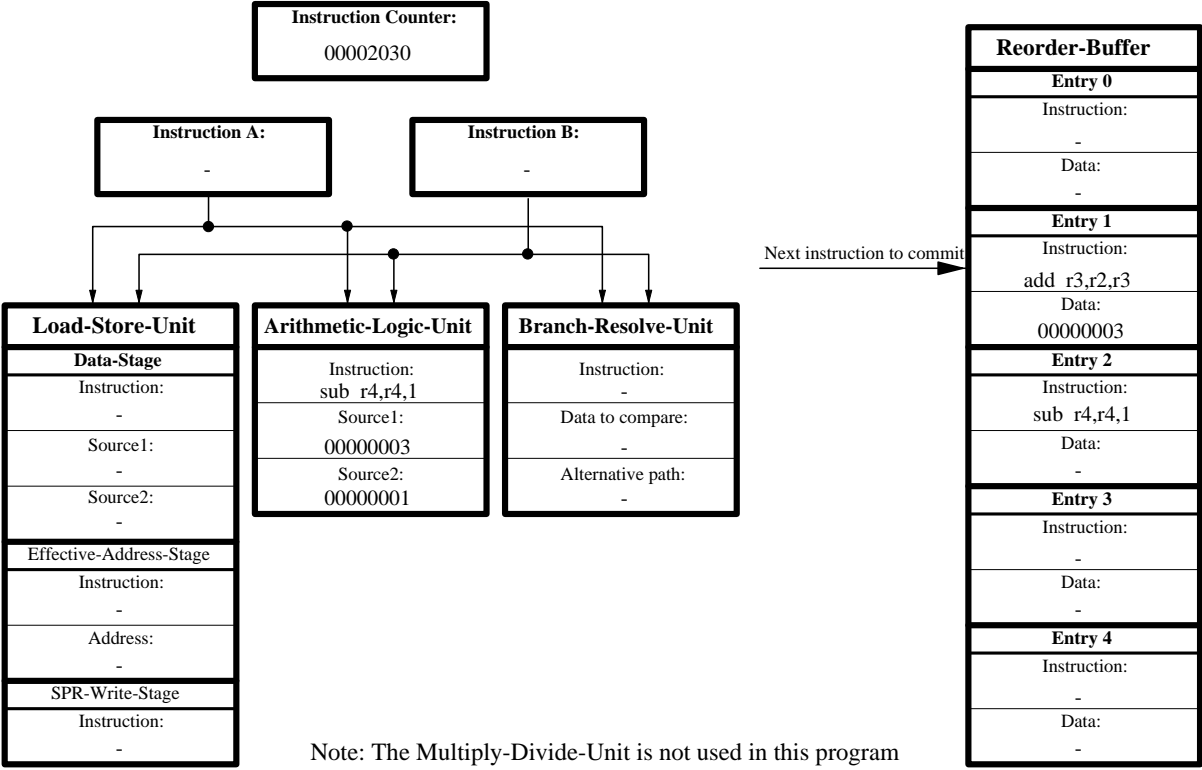 Instruction Counter:
00002030
Instruction A:
-
Instruction B:
-
Load-Store-Unit
Data-Stage
Instruction:
-
Source1:
-
Source2:
-
Effective-Address-Stage
Instruction:
-
Address:
-
SPR-Write-Stage
Instruction:
-
Arithmetic-Logic-Unit
Instruction:
sub r4,r4,1
Source1:
00000003
Source2:
00000001
Branch-Resolve-Unit
Instruction:
-
Data to compare:
-
Alternative path:
-
Next instruction to commit
Reorder-Buffer
Entry 0
Instruction:
-
Data:
-
Entry 1
Instruction:
add r3,r2,r3
Data:
00000003
Entry 2
Instruction:
sub r4,r4,1
Data:
-
Entry 3
Instruction:
-
Data:
-
Entry 4
Instruction:
-
Data:
-
Note: The Multiply-Divide-Unit is not used in this program